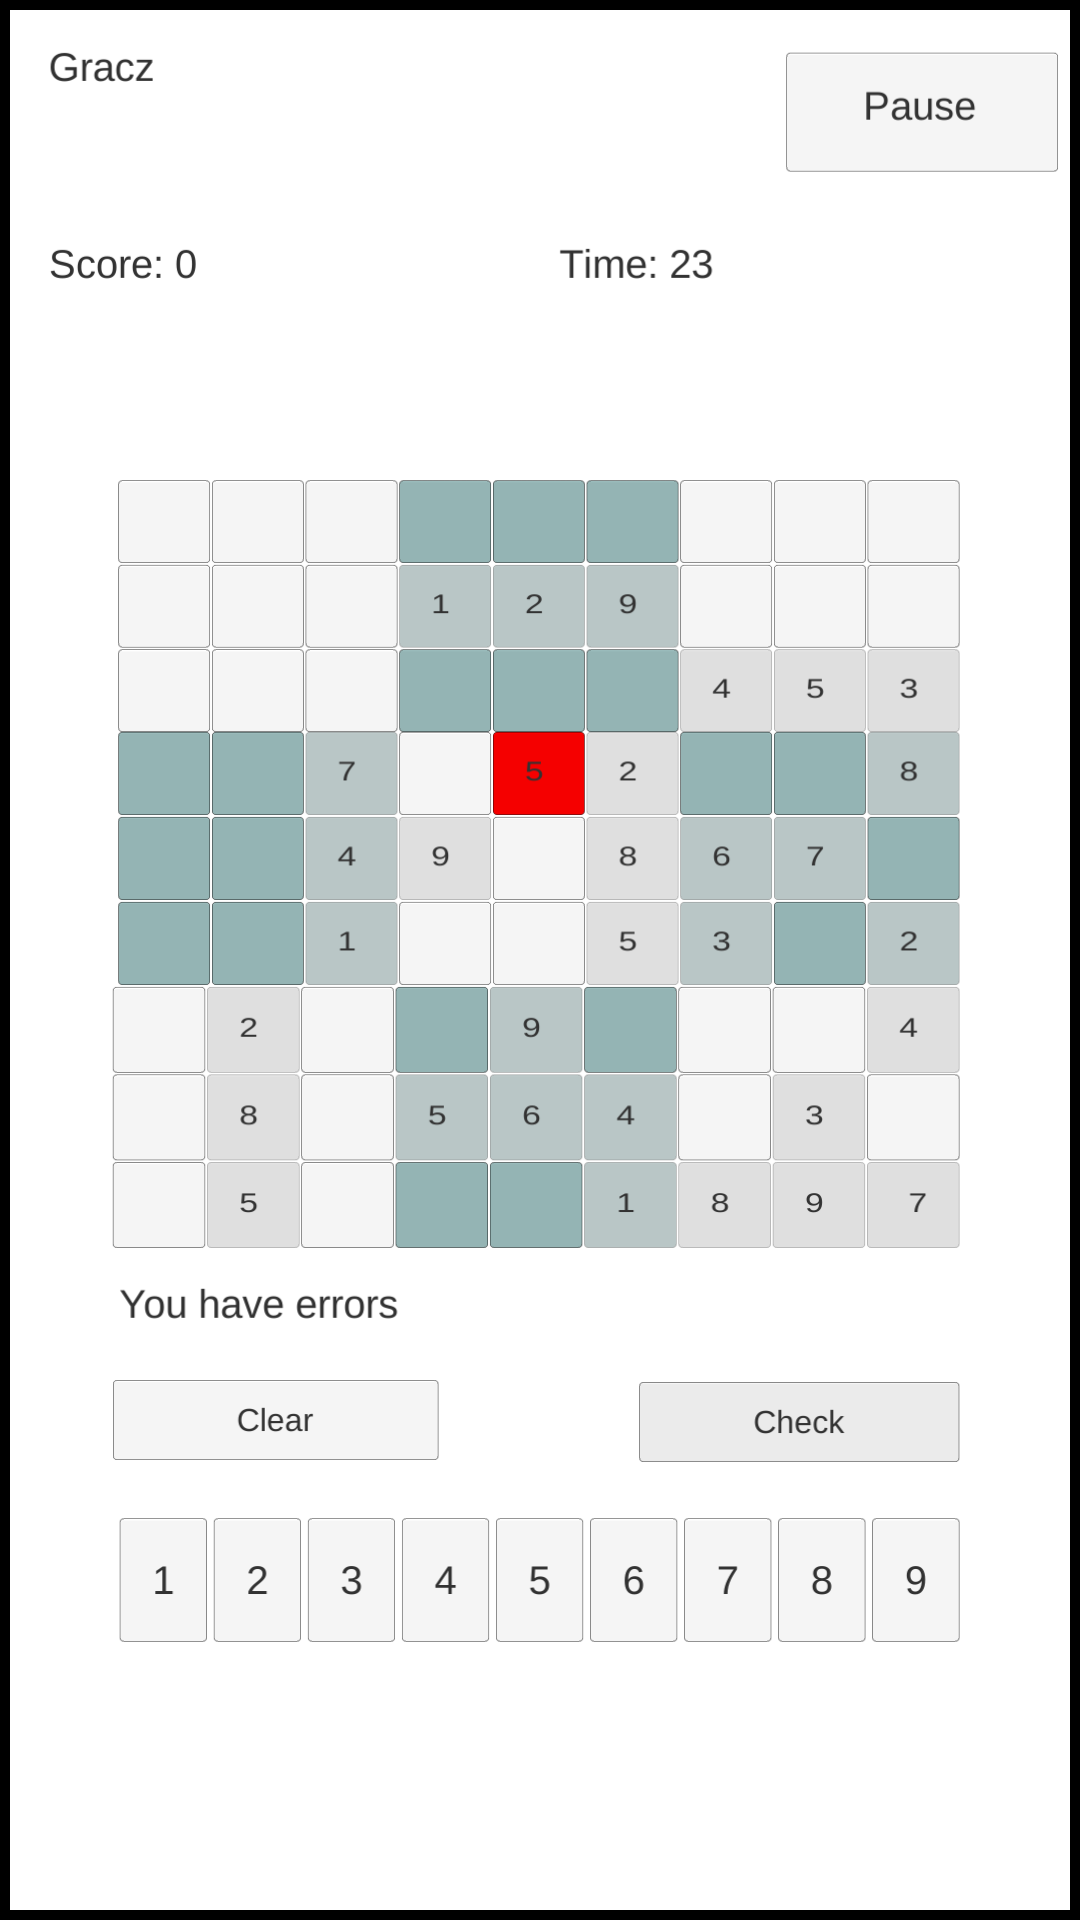 Gracz
Pause
Score: 0 Time: 23
1 2 9
4 5 3
7 5 2 8
4 9 8 6 7
1 5 3 2
2 9 4
8 5 6 4 3
5 1 8 9 7
You have errors
Clear Check
1 2 3 4 5 6 7 8 9